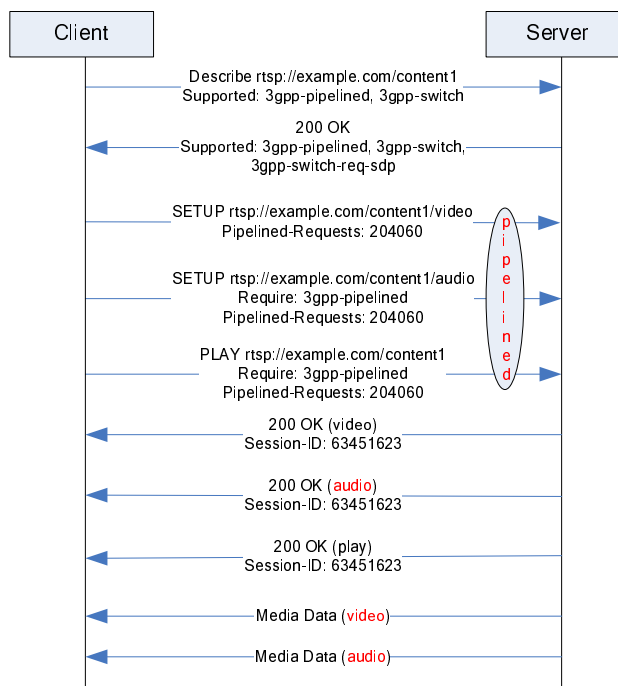 Client
Server
Describe rtsp://example.com/content1
Supported: 3gpp-pipelined, 3gpp-switch
200 OK
Supported: 3gpp-pipelined, 3gpp-switch,
3gpp-switch-req-sdp
SETUP rtsp://example.com/content1/video
Pipelined-Requests: 204060
SETUP rtsp://example.com/content1/audio
Require: 3gpp-pipelined
Pipelined-Requests: 204060
PLAY rtsp://example.com/content1
Require: 3gpp-pipelined
Pipelined-Requests: 204060
pipelined
200 OK (video)
Session-ID: 63451623
200 OK (audio)
Session-ID: 63451623
200 OK (play)
Session-ID: 63451623
Media Data (video)
Media Data (audio)